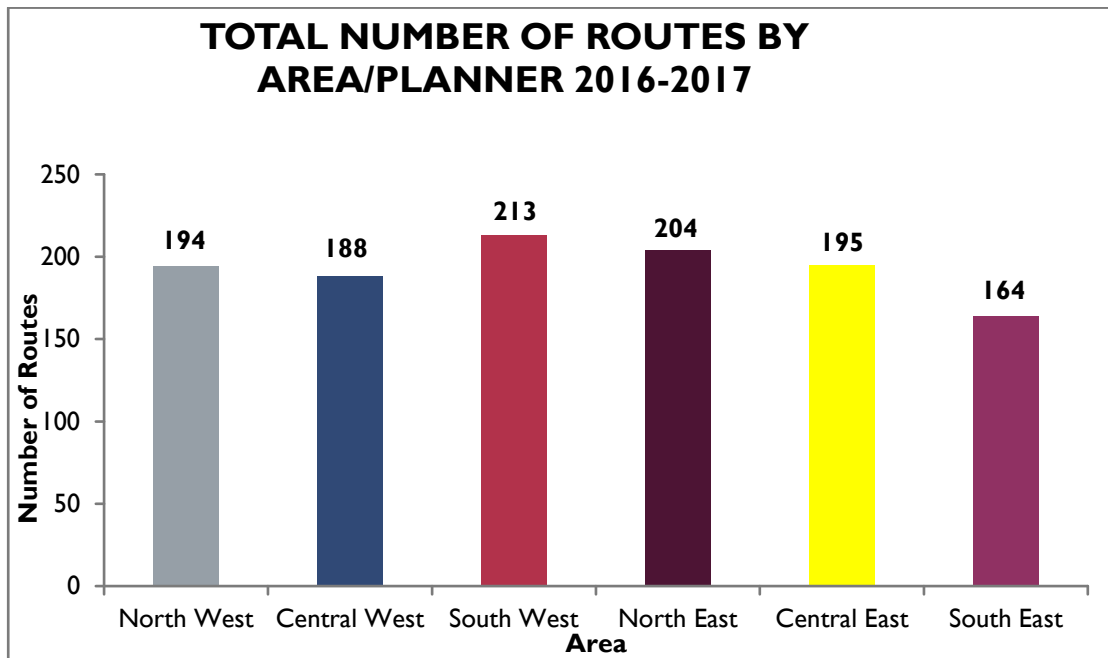 TOTAL NUMBER OF ROUTES BY
AREA/PLANNER 2016-2017
250
200
150
100
50
0
Number of Routes
194
188
213
204
195
164
North West
Central West
South West
North East
Central East
South East
Area